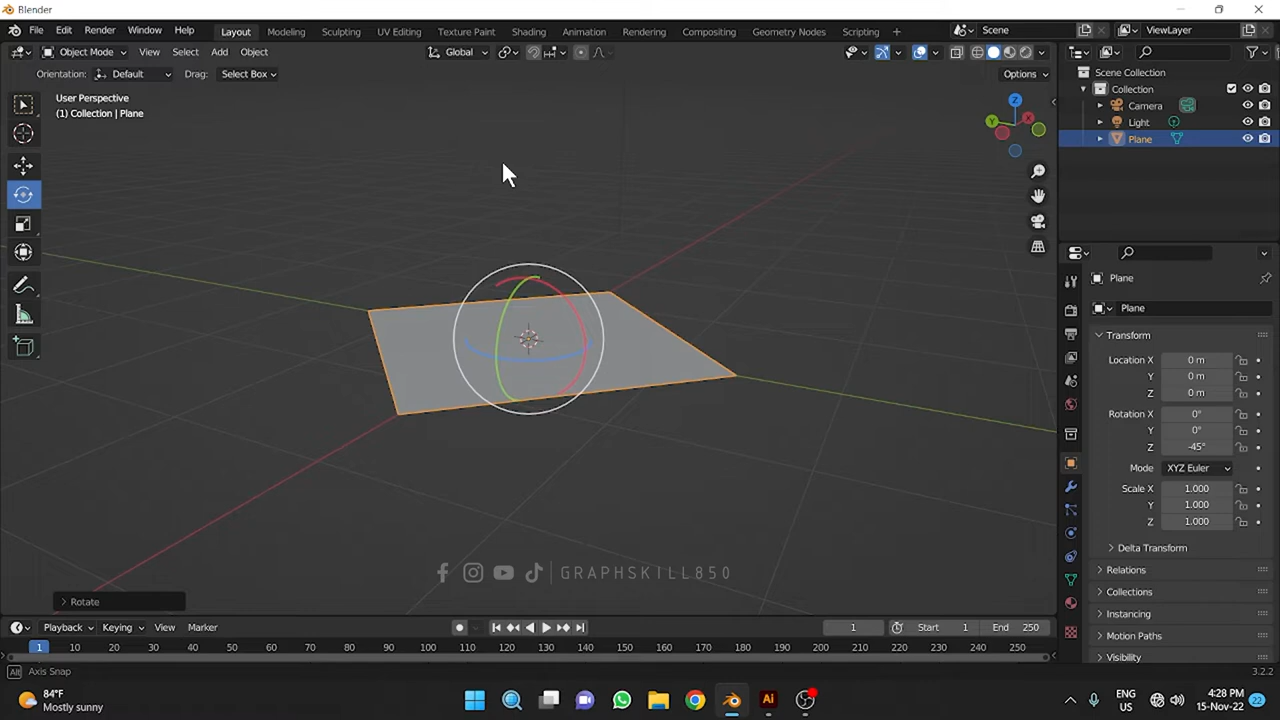 Blender
File Edit Render Window Help Layout Modeling Sculpting UV Editing Texture Paint Shading Animation Rendering Compositing Geometry Nodes Scripting + Scene ViewLayer
Object Mode View Select Add Object Global
Orientation: Default Drag: Select Box Options
User Perspective
(1) Collection | Plane
Z
Y
X
Scene Collection
Collection
Camera
Light
Plane
Plane
Plane
Transform
Location X 0 m
Y 0 m
Z 0 m
Rotation X 0°
Y 0°
Z -45°
Mode XYZ Euler
Scale X 1.000
Y 1.000
Z 1.000
Delta Transform
Relations
Collections
Instancing
Motion Paths
Visibility
GRAPHSKILL850
Rotate
Playback Keying View Marker 1 Start 1 End 250
1 10 20 30 40 50 60 70 80 90 100 110 120 130 140 150 160 170 180 190 200 210 220 230 240 250
Alt Axis Snap 3.2.2
84°F
Mostly sunny
Ai
ENG
US
4:28 PM
15-Nov-22
22